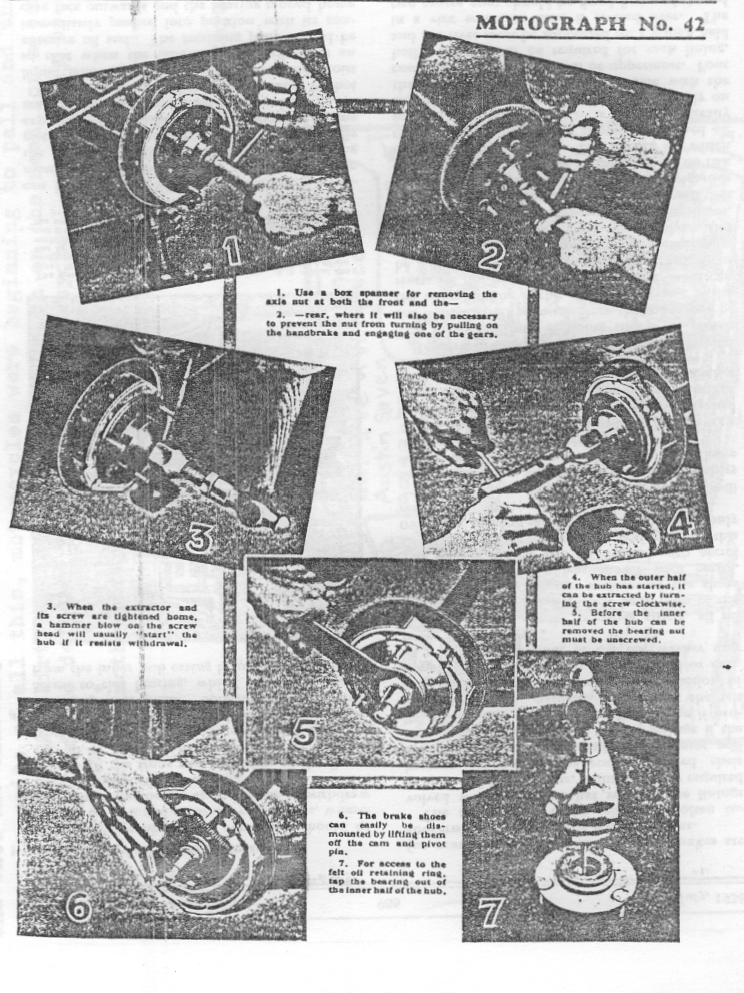 MOTOGRAPH No. 42
1
2
1. Use a box spanner for removing the
axle nut at both the front and the—
2. —rear, where it will also be necessary
to prevent the nut from turning by pulling on
the handbrake and engaging one of the gears.
3
4
3. When the extractor and
its screw are tightened home,
a hammer blow on the screw
head will usually "start" the
hub if it resists withdrawal.
4. When the outer half
of the hub has started, it
can be extracted by turn-
ing the screw clockwise.
5. Before the inner
half of the hub can be
removed the bearing nut
must be unscrewed.
5
6. The brake shoes
can easily be dis-
mounted by lifting them
off the cam and pivot
pin.
7. For access to the
felt oil retaining ring,
tap the bearing out of
the inner half of the hub.
6
7